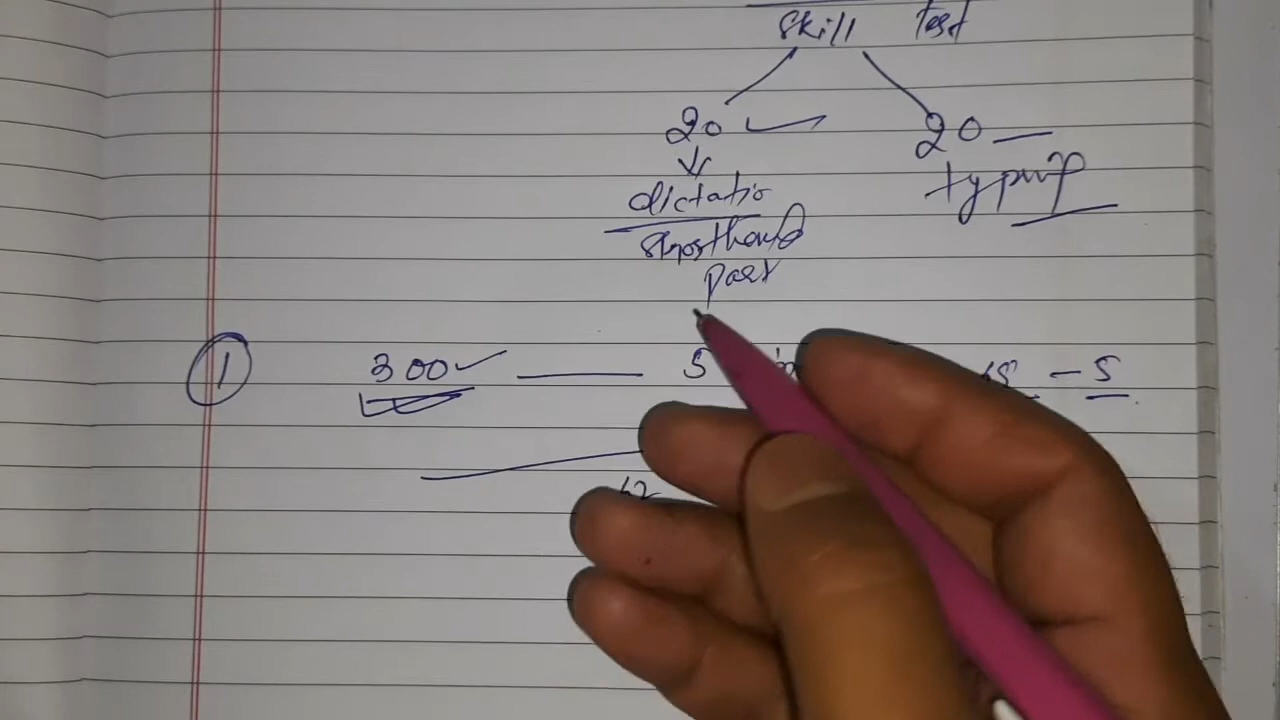 skill test
20 20
dictatio typing
shorthand
part
1 300 5 - 5